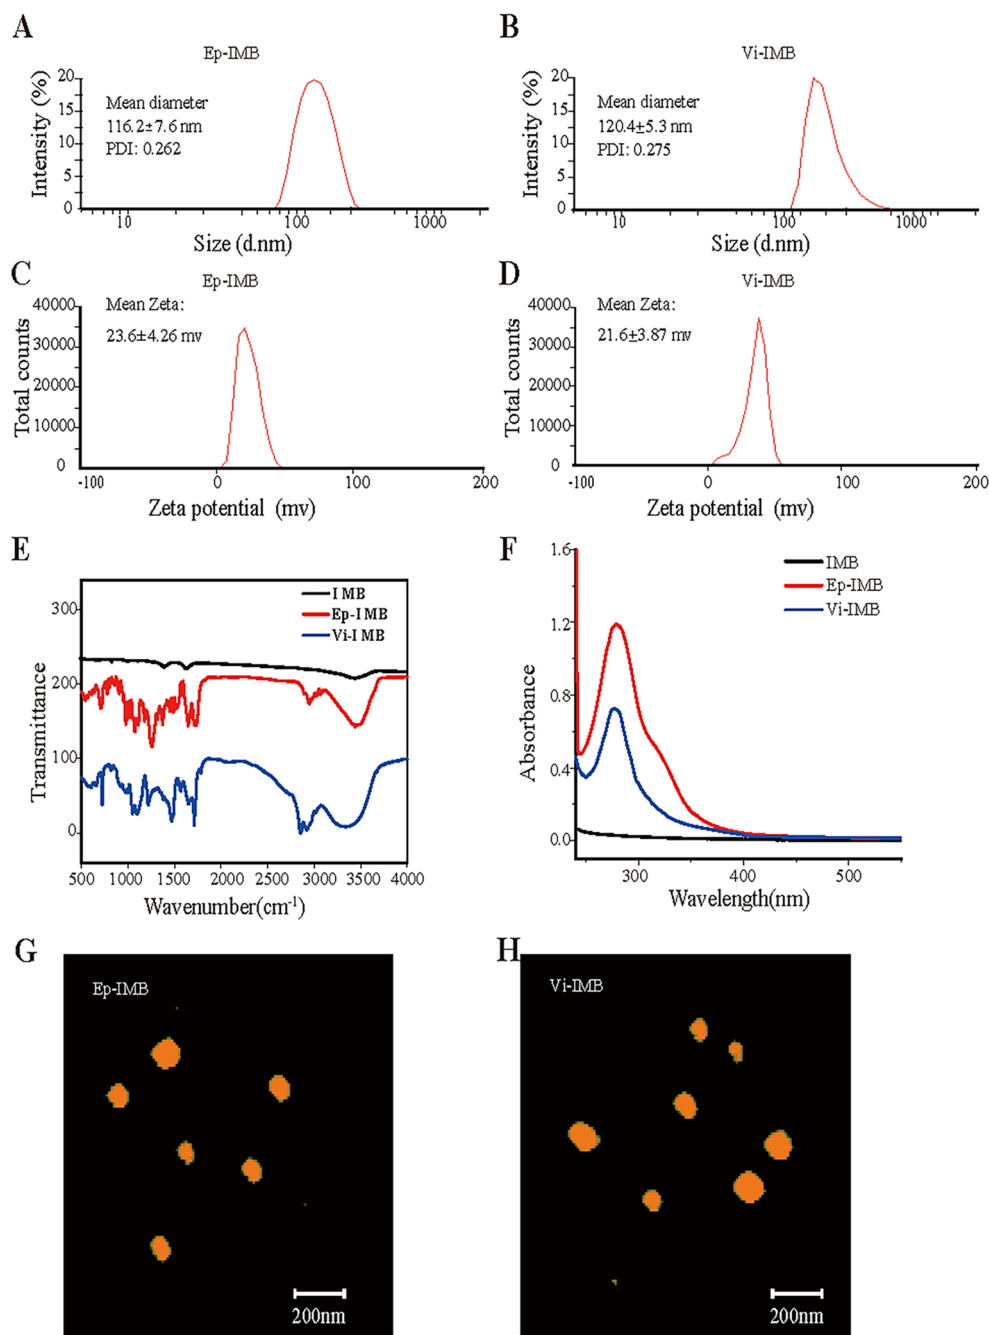 A
Ep-IMB
Intensity (%)
20
15
10
5
0
Mean diameter
116.2±7.6 nm
PDI: 0.262
10
100
1000
Size (d.nm)
B
Vi-IMB
Intensity (%)
20
15
10
5
0
Mean diameter
120.4±5.3 nm
PDI: 0.275
10
100
1000
Size (d.nm)
C
Ep-IMB
Total counts
40000
30000
20000
10000
0
Mean Zeta:
23.6±4.26 mv
-100
0
100
200
Zeta potential (mv)
D
Vi-IMB
Total counts
40000
30000
20000
10000
0
Mean Zeta:
21.6±3.87 mv
-100
0
100
200
Zeta potential (mv)
E
Transmittance
300
200
100
0
IMB
Ep-IMB
Vi-IMB
500 1000 1500 2000 2500 3000 3500 4000
Wavenumber(cm⁻¹)
F
Absorbance
1.6
1.2
0.8
0.4
0.0
IMB
Ep-IMB
Vi-IMB
300
400
500
Wavelength(nm)
G
Ep-IMB
200nm
H
Vi-IMB
200nm